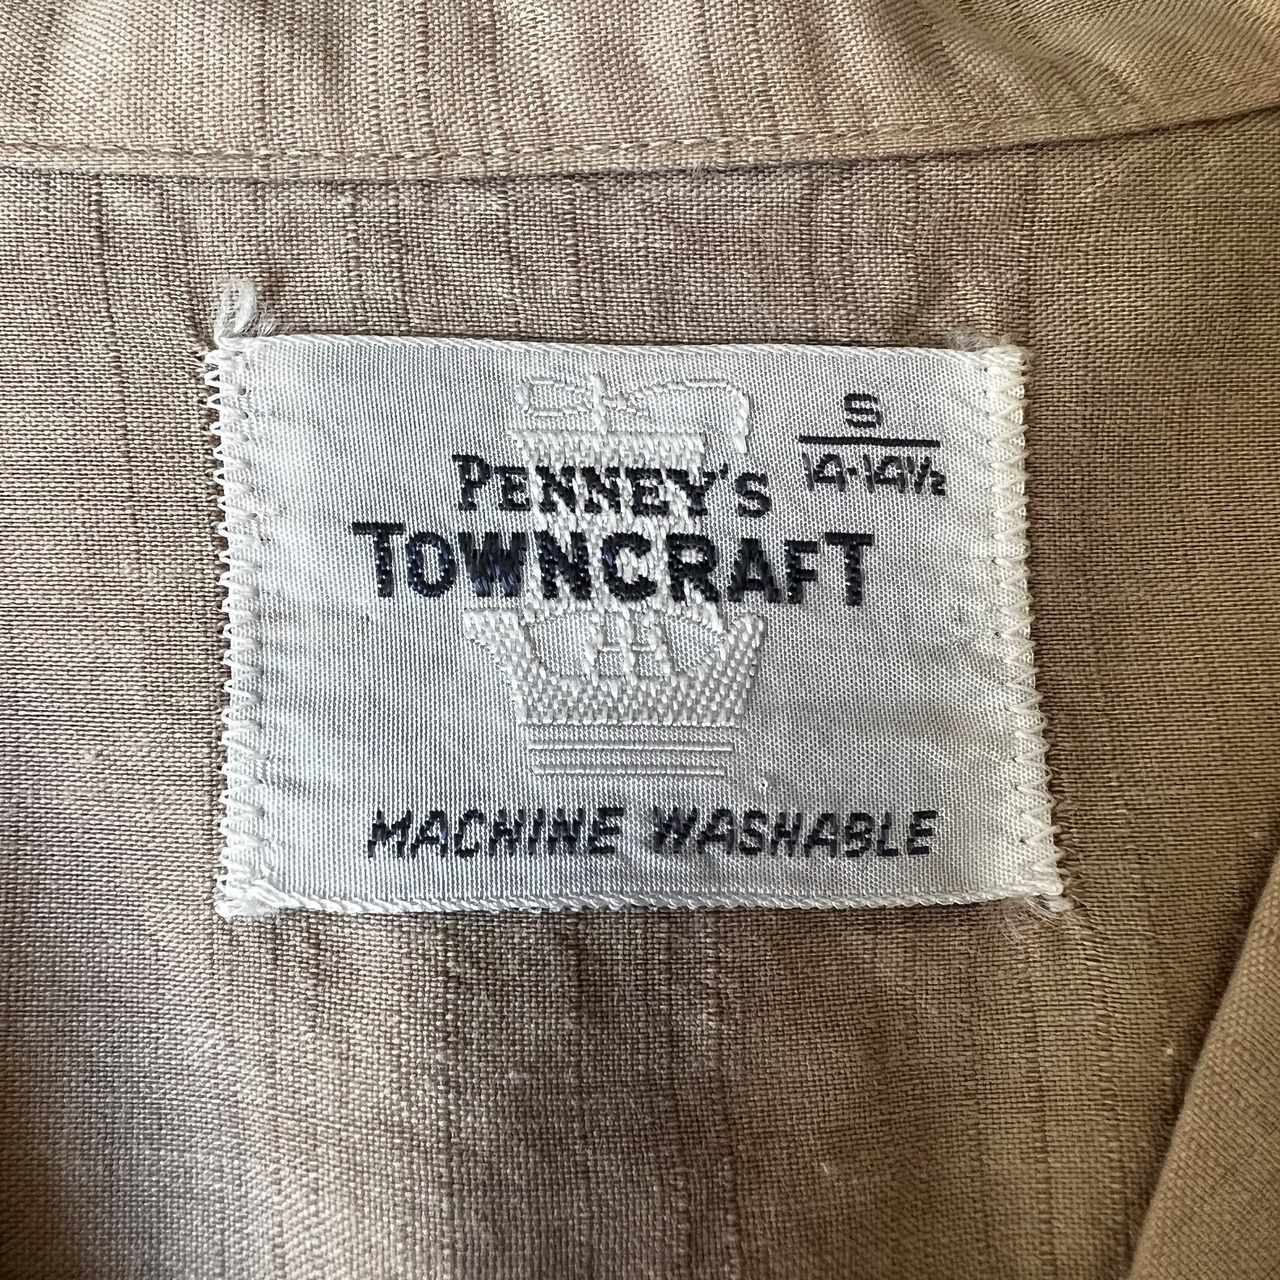 S
14-14½
PENNEY'S
TOWNCRAFT
MACHINE WASHABLE